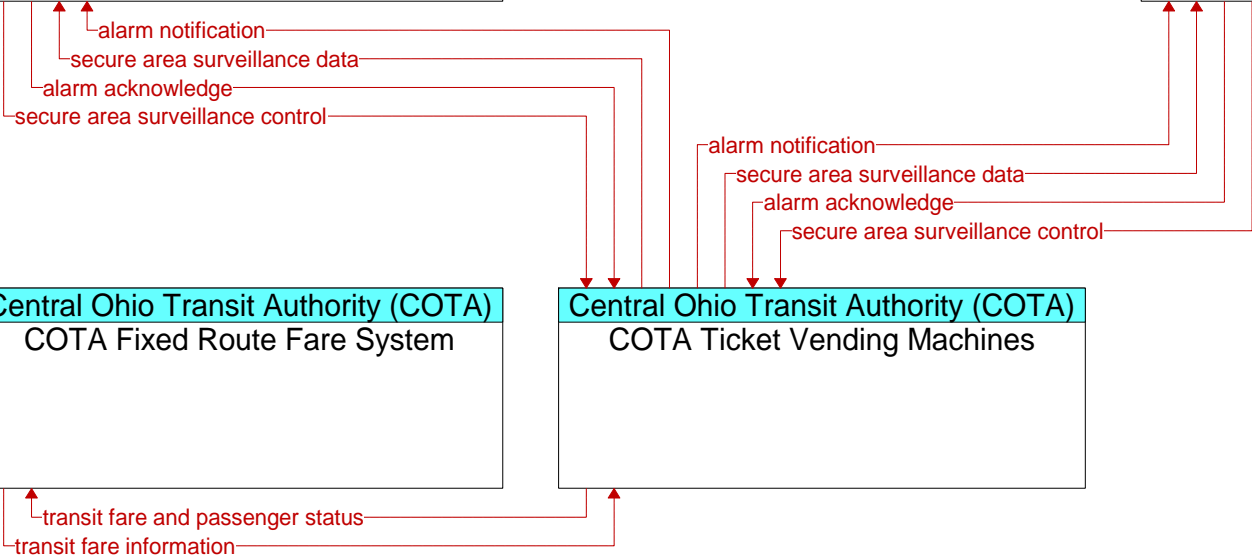 alarm notification
secure area surveillance data
alarm acknowledge
secure area surveillance control
alarm notification
secure area surveillance data
alarm acknowledge
secure area surveillance control
Central Ohio Transit Authority (COTA)
COTA Fixed Route Fare System
Central Ohio Transit Authority (COTA)
COTA Ticket Vending Machines
transit fare and passenger status
transit fare information